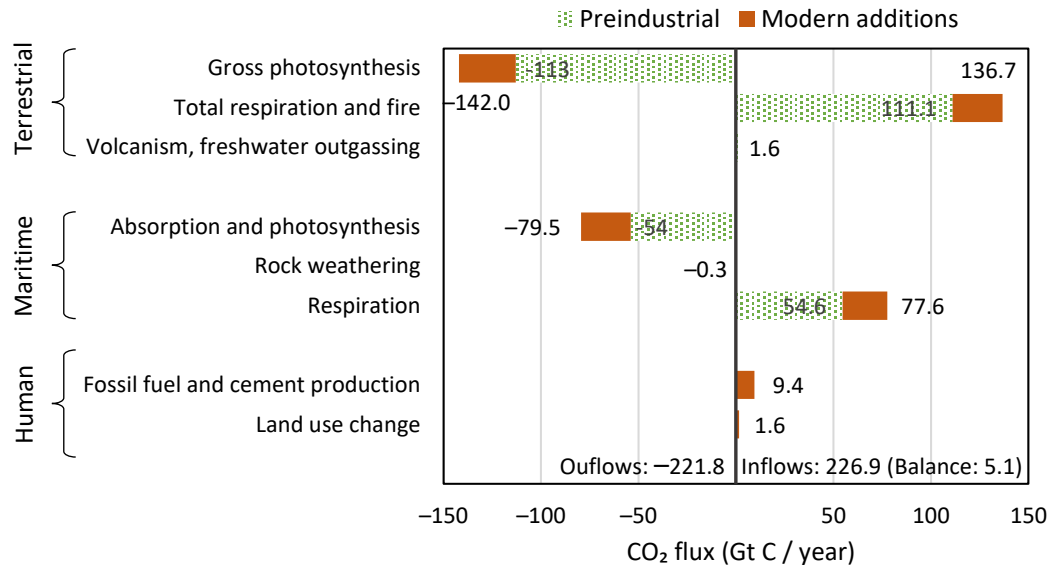 Preindustrial Modern additions
Terrestrial
Gross photosynthesis -113
–142.0 136.7
Total respiration and fire 111.1
Volcanism, freshwater outgassing 1.6
Maritime
Absorption and photosynthesis –79.5 -54
Rock weathering –0.3
Respiration 54.6 77.6
Human
Fossil fuel and cement production 9.4
Land use change 1.6
Ouflows: –221.8 Inflows: 226.9 (Balance: 5.1)
–150 –100 –50 50 100 150
CO₂ flux (Gt C / year)